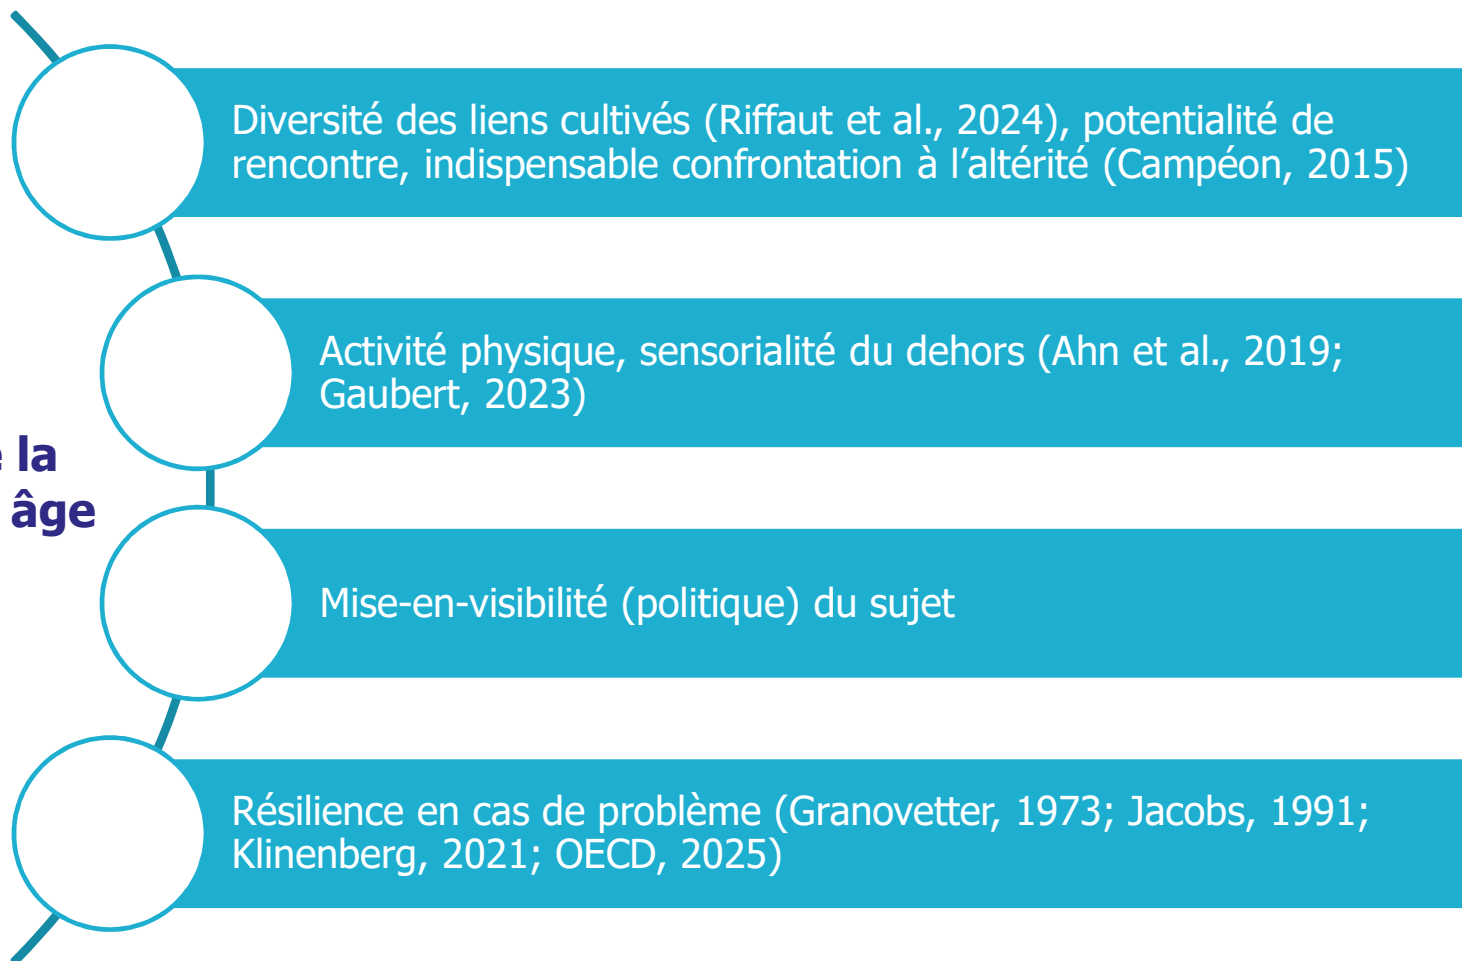 Diversité des liens cultivés (Riffaut et al., 2024), potentialité de
rencontre, indispensable confrontation à l’altérité (Campéon, 2015)
Activité physique, sensorialité du dehors (Ahn et al., 2019;
Gaubert, 2023)
la
âge
Mise-en-visibilité (politique) du sujet
Résilience en cas de problème (Granovetter, 1973; Jacobs, 1991;
Klinenberg, 2021; OECD, 2025)